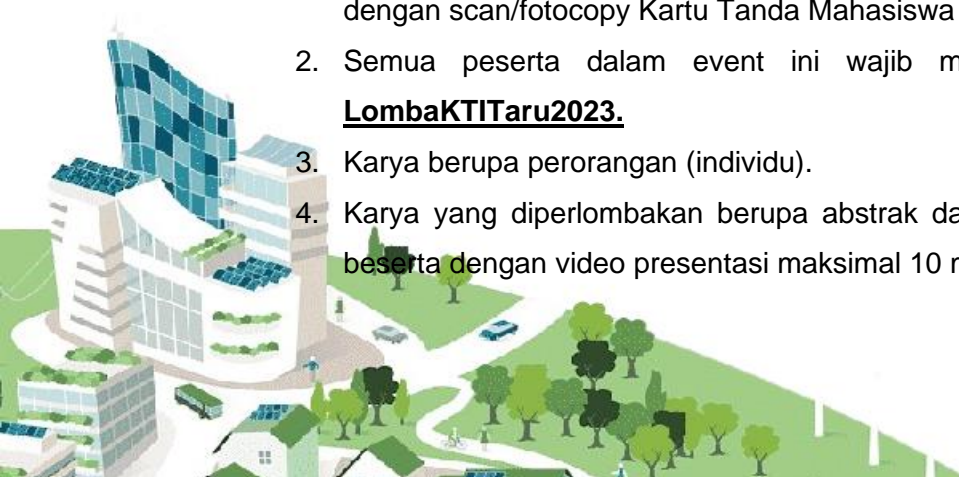 dengan scan/fotocopy Kartu Tanda Mahasiswa
2. Semua peserta dalam event ini wajib m
LombaKTITaru2023.
3. Karya berupa perorangan (individu).
4. Karya yang diperlombakan berupa abstrak da
beserta dengan video presentasi maksimal 10